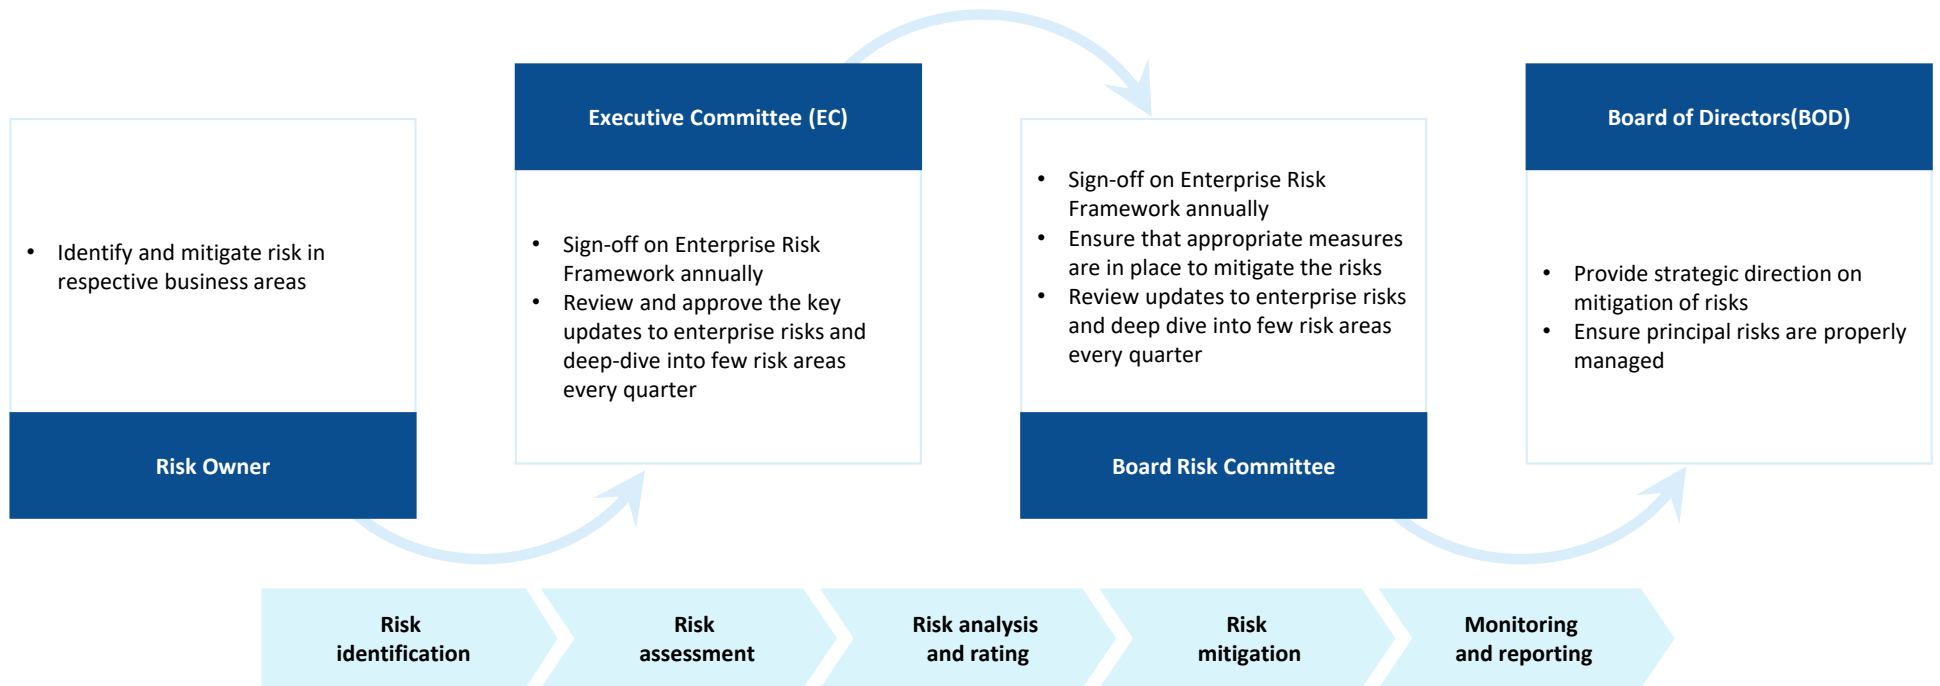 • Identify and mitigate risk in
respective business areas
Risk Owner
Executive Committee (EC)
• Sign-off on Enterprise Risk
Framework annually
• Review and approve the key
updates to enterprise risks and
deep-dive into few risk areas
every quarter
• Sign-off on Enterprise Risk
Framework annually
• Ensure that appropriate measures
are in place to mitigate the risks
• Review updates to enterprise risks
and deep dive into few risk areas
every quarter
Board Risk Committee
Board of Directors(BOD)
• Provide strategic direction on
mitigation of risks
• Ensure principal risks are properly
managed
Risk
identification
Risk
assessment
Risk analysis
and rating
Risk
mitigation
Monitoring
and reporting